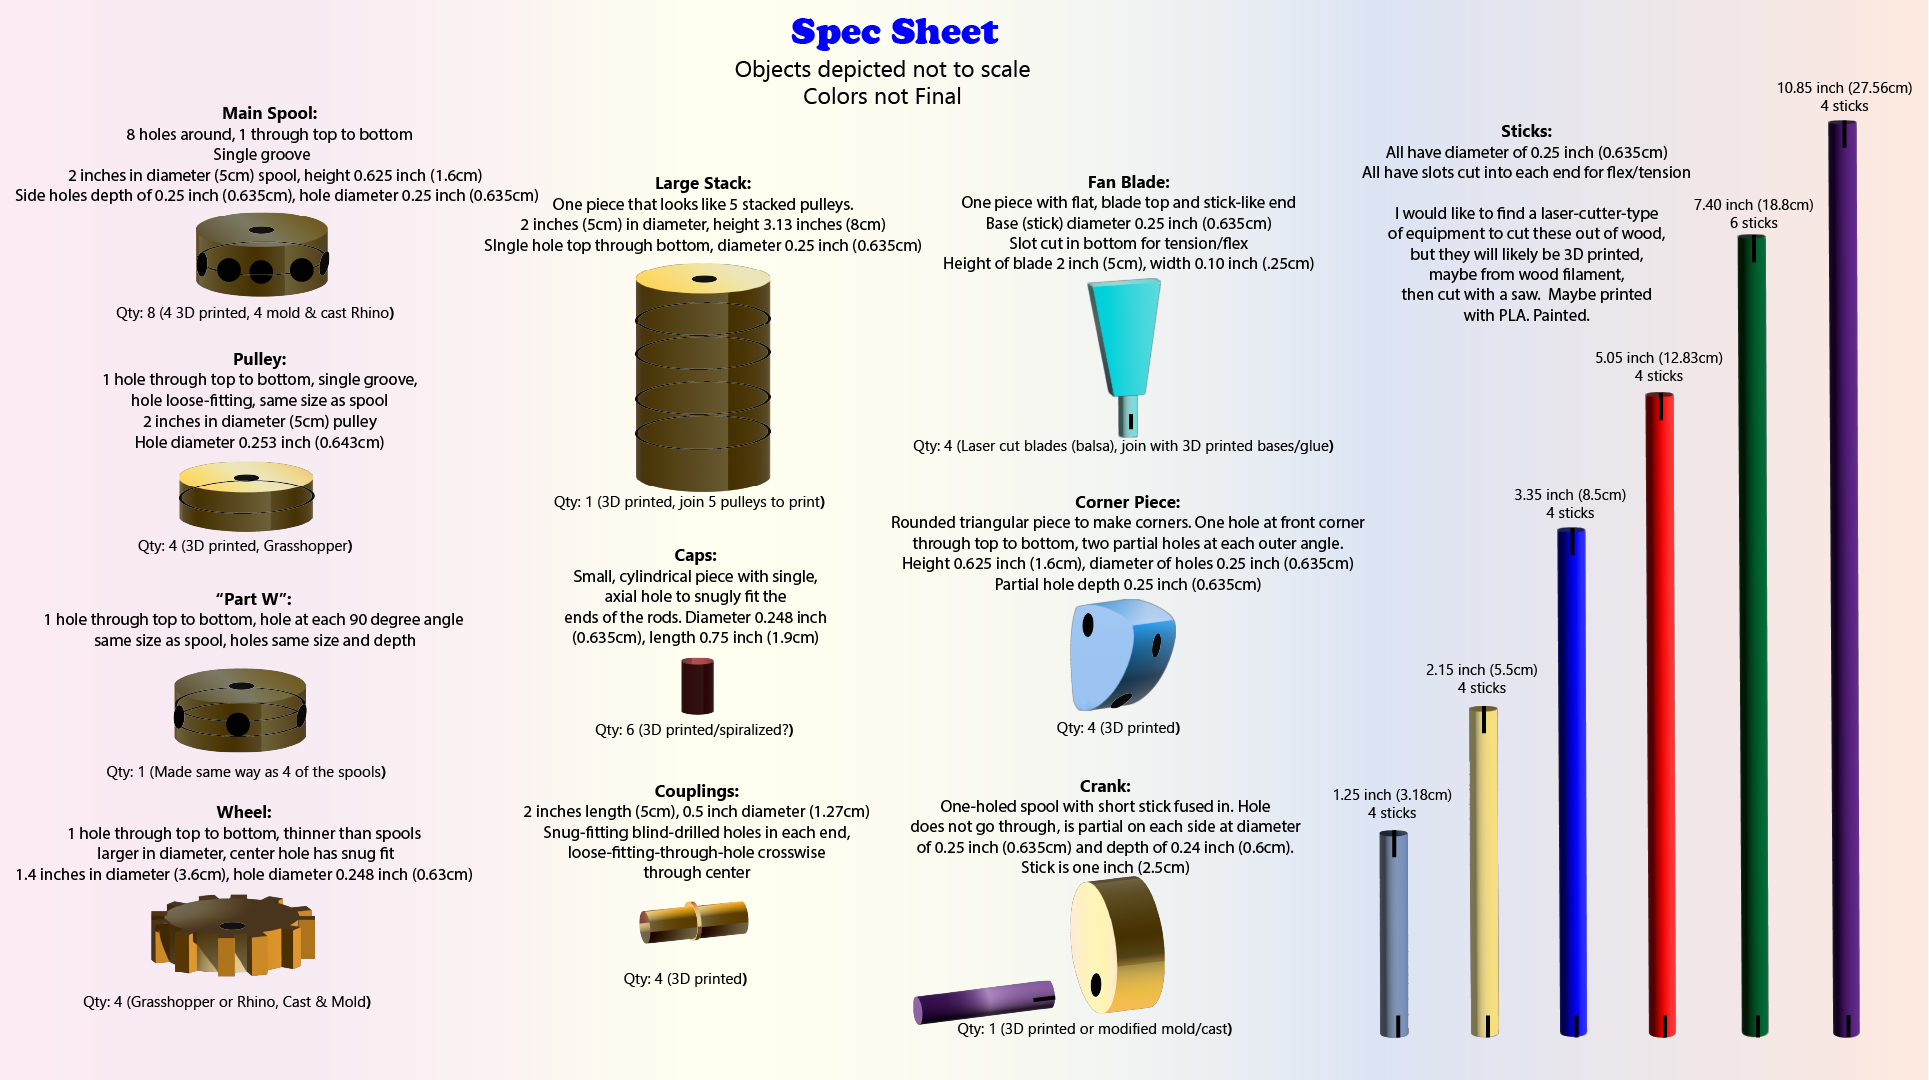 Spec Sheet
Objects depicted not to scale
Colors not Final
Main Spool:
8 holes around, 1 through top to bottom
Single groove
2 inches in diameter (5cm) spool, height 0.625 inch (1.6cm)
Side holes depth of 0.25 inch (0.635cm), hole diameter 0.25 inch (0.635cm)
Qty: 8 (4 3D printed, 4 mold & cast Rhino)
Pulley:
1 hole through top to bottom, single groove,
hole loose-fitting, same size as spool
2 inches in diameter (5cm) pulley
Hole diameter 0.253 inch (0.643cm)
Qty: 4 (3D printed, Grasshopper)
“Part W”:
1 hole through top to bottom, hole at each 90 degree angle
same size as spool, holes same size and depth
Qty: 1 (Made same way as 4 of the spools)
Wheel:
1 hole through top to bottom, thinner than spools
larger in diameter, center hole has snug fit
1.4 inches in diameter (3.6cm), hole diameter 0.248 inch (0.63cm)
Qty: 4 (Grasshopper or Rhino, Cast & Mold)
Large Stack:
One piece that looks like 5 stacked pulleys.
2 inches (5cm) in diameter, height 3.13 inches (8cm)
SIngle hole top through bottom, diameter 0.25 inch (0.635cm)
Qty: 1 (3D printed, join 5 pulleys to print)
Caps:
Small, cylindrical piece with single,
axial hole to snugly fit the
ends of the rods. Diameter 0.248 inch
(0.635cm), length 0.75 inch (1.9cm)
Qty: 6 (3D printed/spiralized?)
Couplings:
2 inches length (5cm), 0.5 inch diameter (1.27cm)
Snug-fitting blind-drilled holes in each end,
loose-fitting-through-hole crosswise
through center
Qty: 4 (3D printed)
Fan Blade:
One piece with flat, blade top and stick-like end
Base (stick) diameter 0.25 inch (0.635cm)
Slot cut in bottom for tension/flex
Height of blade 2 inch (5cm), width 0.10 inch (.25cm)
Qty: 4 (Laser cut blades (balsa), join with 3D printed bases/glue)
Corner Piece:
Rounded triangular piece to make corners. One hole at front corner
through top to bottom, two partial holes at each outer angle.
Height 0.625 inch (1.6cm), diameter of holes 0.25 inch (0.635cm)
Partial hole depth 0.25 inch (0.635cm)
Qty: 4 (3D printed)
Crank:
One-holed spool with short stick fused in. Hole
does not go through, is partial on each side at diameter
of 0.25 inch (0.635cm) and depth of 0.24 inch (0.6cm).
Stick is one inch (2.5cm)
Qty: 1 (3D printed or modified mold/cast)
Sticks:
All have diameter of 0.25 inch (0.635cm)
All have slots cut into each end for flex/tension
I would like to find a laser-cutter-type
of equipment to cut these out of wood,
but they will likely be 3D printed,
maybe from wood filament,
then cut with a saw. Maybe printed
with PLA. Painted.
1.25 inch (3.18cm)
4 sticks
2.15 inch (5.5cm)
4 sticks
3.35 inch (8.5cm)
4 sticks
5.05 inch (12.83cm)
4 sticks
7.40 inch (18.8cm)
6 sticks
10.85 inch (27.56cm)
4 sticks